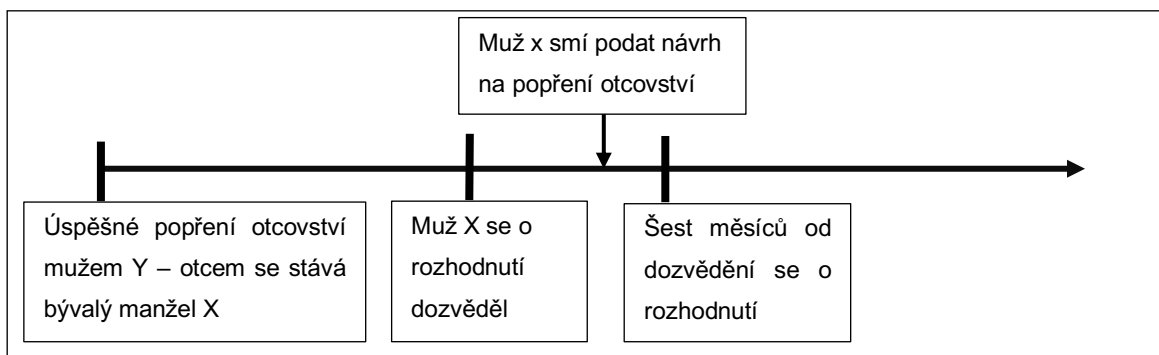 Muž x smí podat návrh
na popření otcovství
Úspěšné popření otcovství
mužem Y – otcem se stává
bývalý manžel X
Muž X se o
rozhodnutí
dozvěděl
Šest měsíců od
dozvědění se o
rozhodnutí